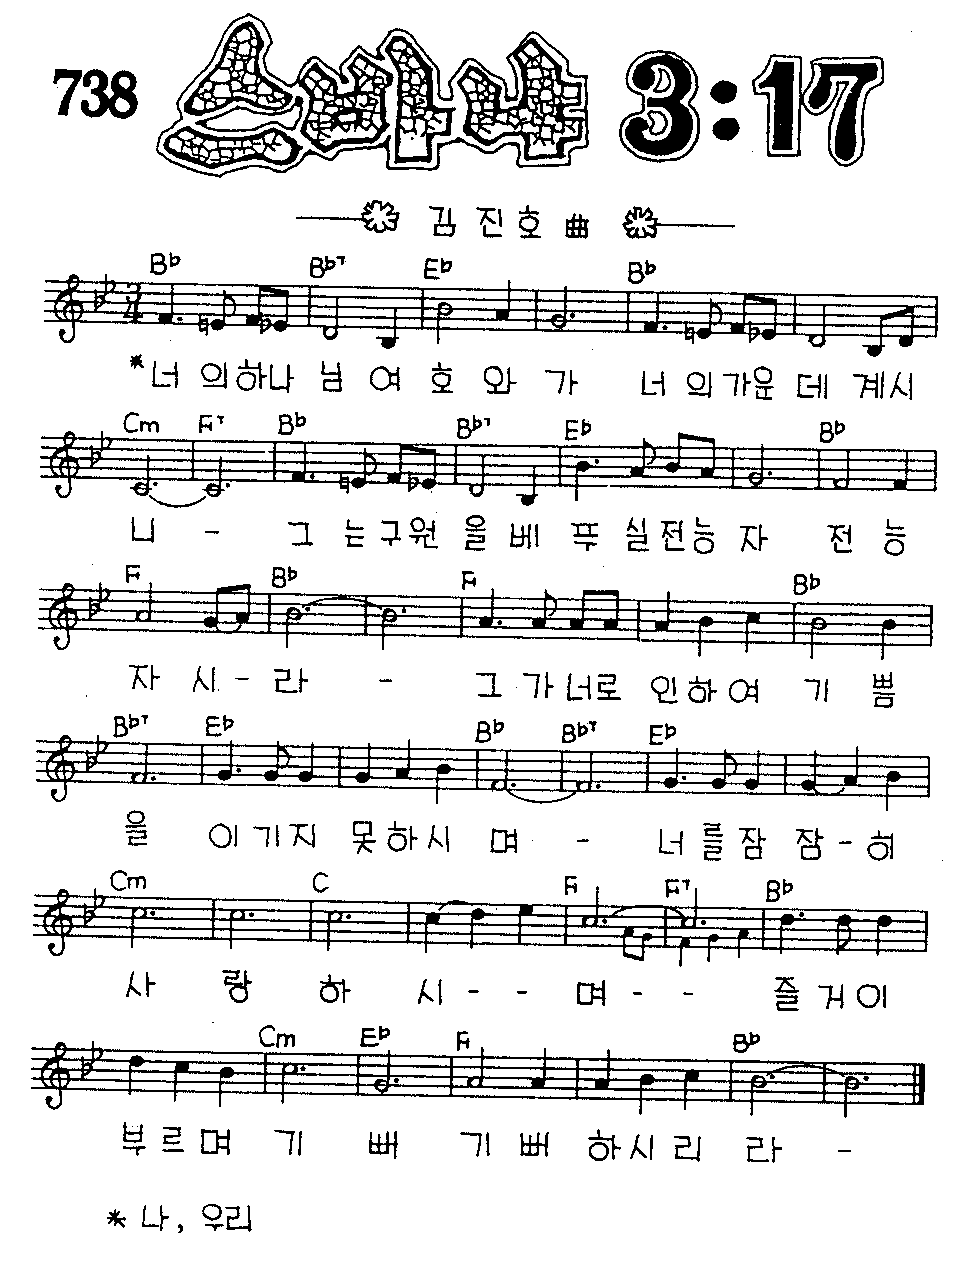 738 스바냐 3:17
김진호 曲
B♭ B♭7 E♭ B♭
*너 의하나 님 여 호 와 가 너 의가운 데 계시
Cm F7 B♭ B♭7 E♭ B♭
니 - 그 는구원 을 베 푸 실전능 자 전 능
F B♭ F B♭
자 시 - 라 - 그 가너로 인하여 기 쁨
B♭7 E♭ B♭ B♭7 E♭
을 이기지 못하시 며 - 너를잠 잠-히
Cm C F F7 B♭
사 랑 하 시 - - 며 - - 즐거이
Cm E♭ F B♭
부르며 기 뻐 기 뻐 하시리 라 -
* 나, 우리